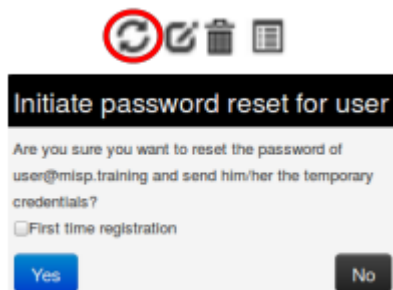 Initiate password reset for user
Are you sure you want to reset the password of
user@misp.training and send him/her the temporary
credentials?
First time registration
Yes
No